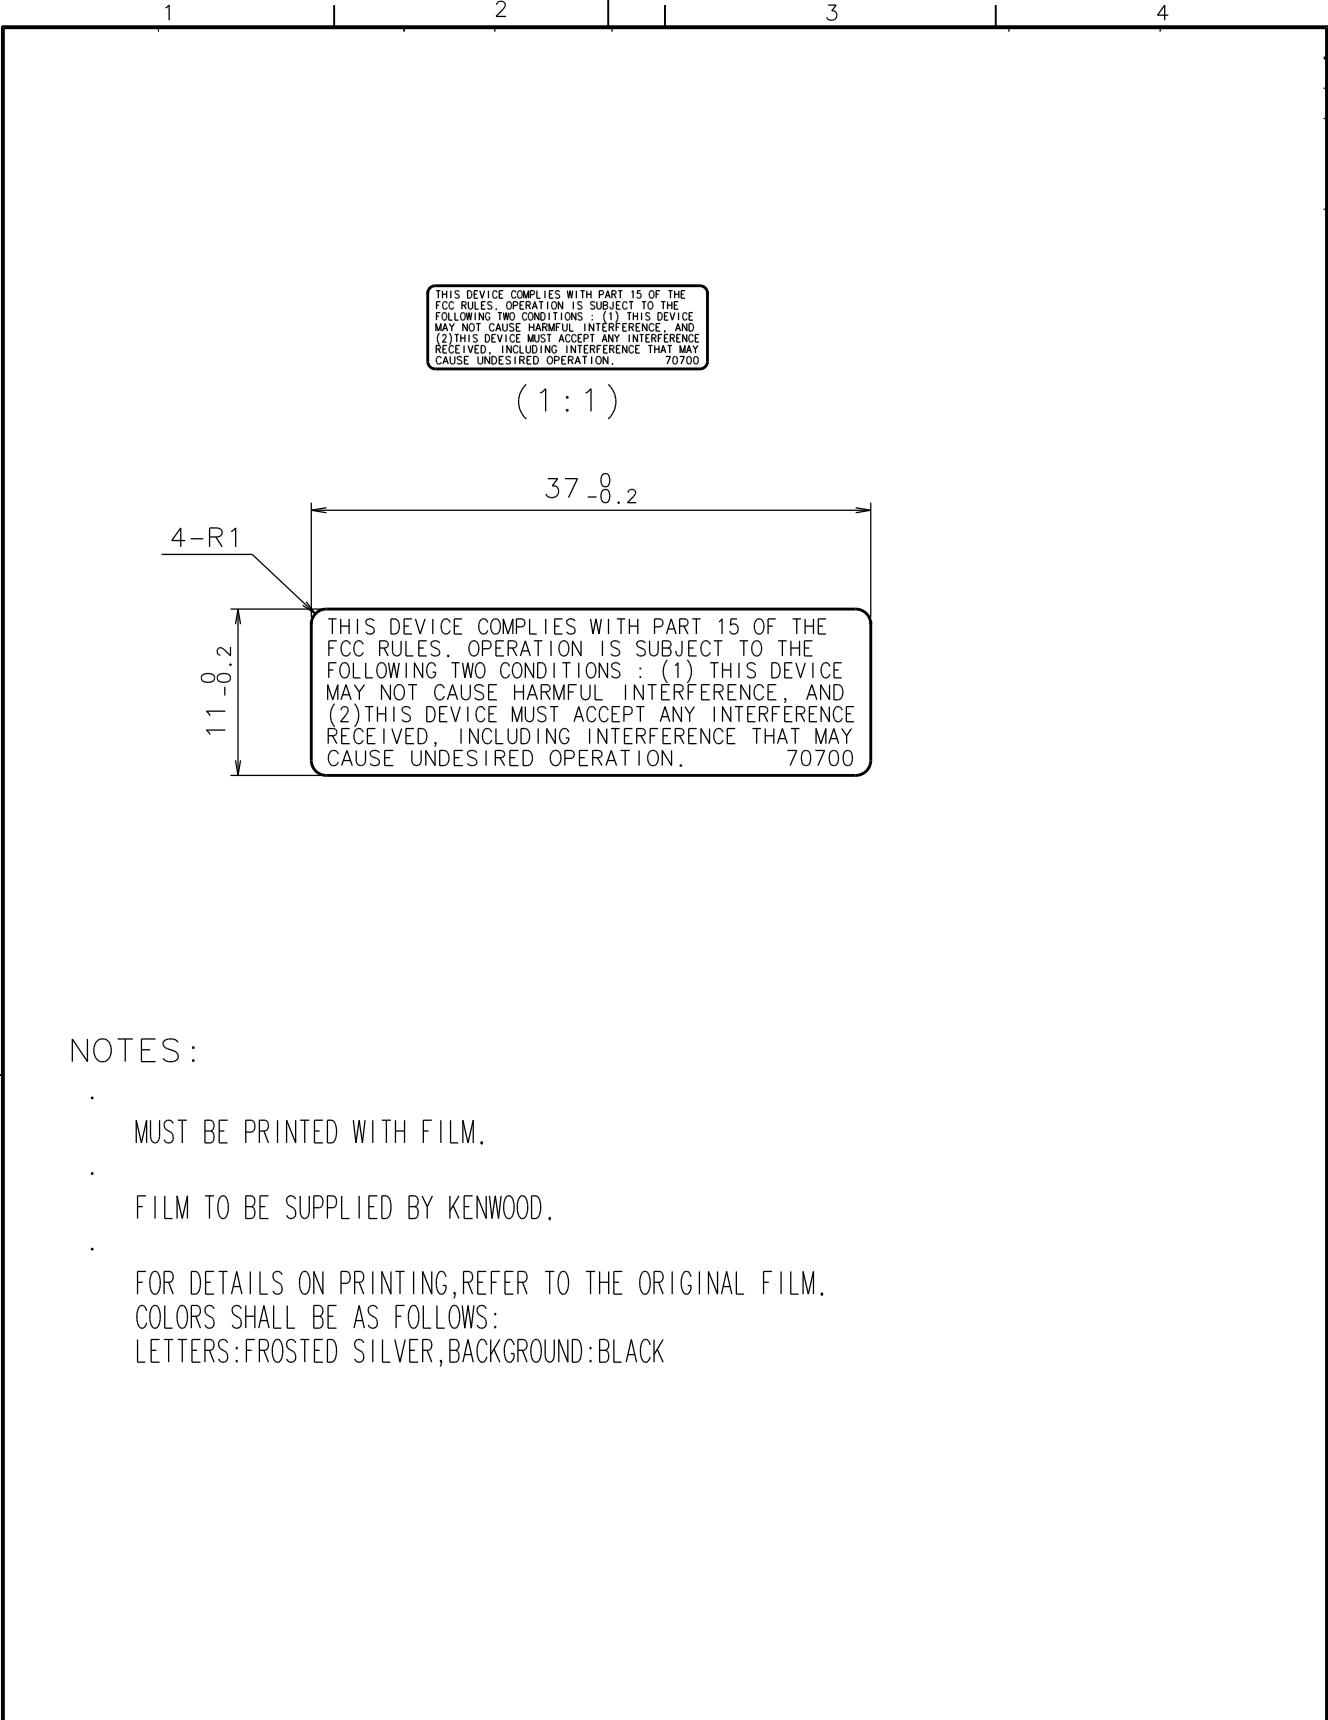 1 2 3 4
THIS DEVICE COMPLIES WITH PART 15 OF THE
FCC RULES. OPERATION IS SUBJECT TO THE
FOLLOWING TWO CONDITIONS : (1) THIS DEVICE
MAY NOT CAUSE HARMFUL INTERFERENCE, AND
(2)THIS DEVICE MUST ACCEPT ANY INTERFERENCE
RECEIVED, INCLUDING INTERFERENCE THAT MAY
CAUSE UNDESIRED OPERATION. 70700
(1:1)
37 0 -0.2
4-R1
11 0 -0.2
THIS DEVICE COMPLIES WITH PART 15 OF THE
FCC RULES. OPERATION IS SUBJECT TO THE
FOLLOWING TWO CONDITIONS : (1) THIS DEVICE
MAY NOT CAUSE HARMFUL INTERFERENCE, AND
(2)THIS DEVICE MUST ACCEPT ANY INTERFERENCE
RECEIVED, INCLUDING INTERFERENCE THAT MAY
CAUSE UNDESIRED OPERATION. 70700
NOTES:
.
MUST BE PRINTED WITH FILM.
.
FILM TO BE SUPPLIED BY KENWOOD.
.
FOR DETAILS ON PRINTING,REFER TO THE ORIGINAL FILM.
COLORS SHALL BE AS FOLLOWS:
LETTERS:FROSTED SILVER,BACKGROUND:BLACK